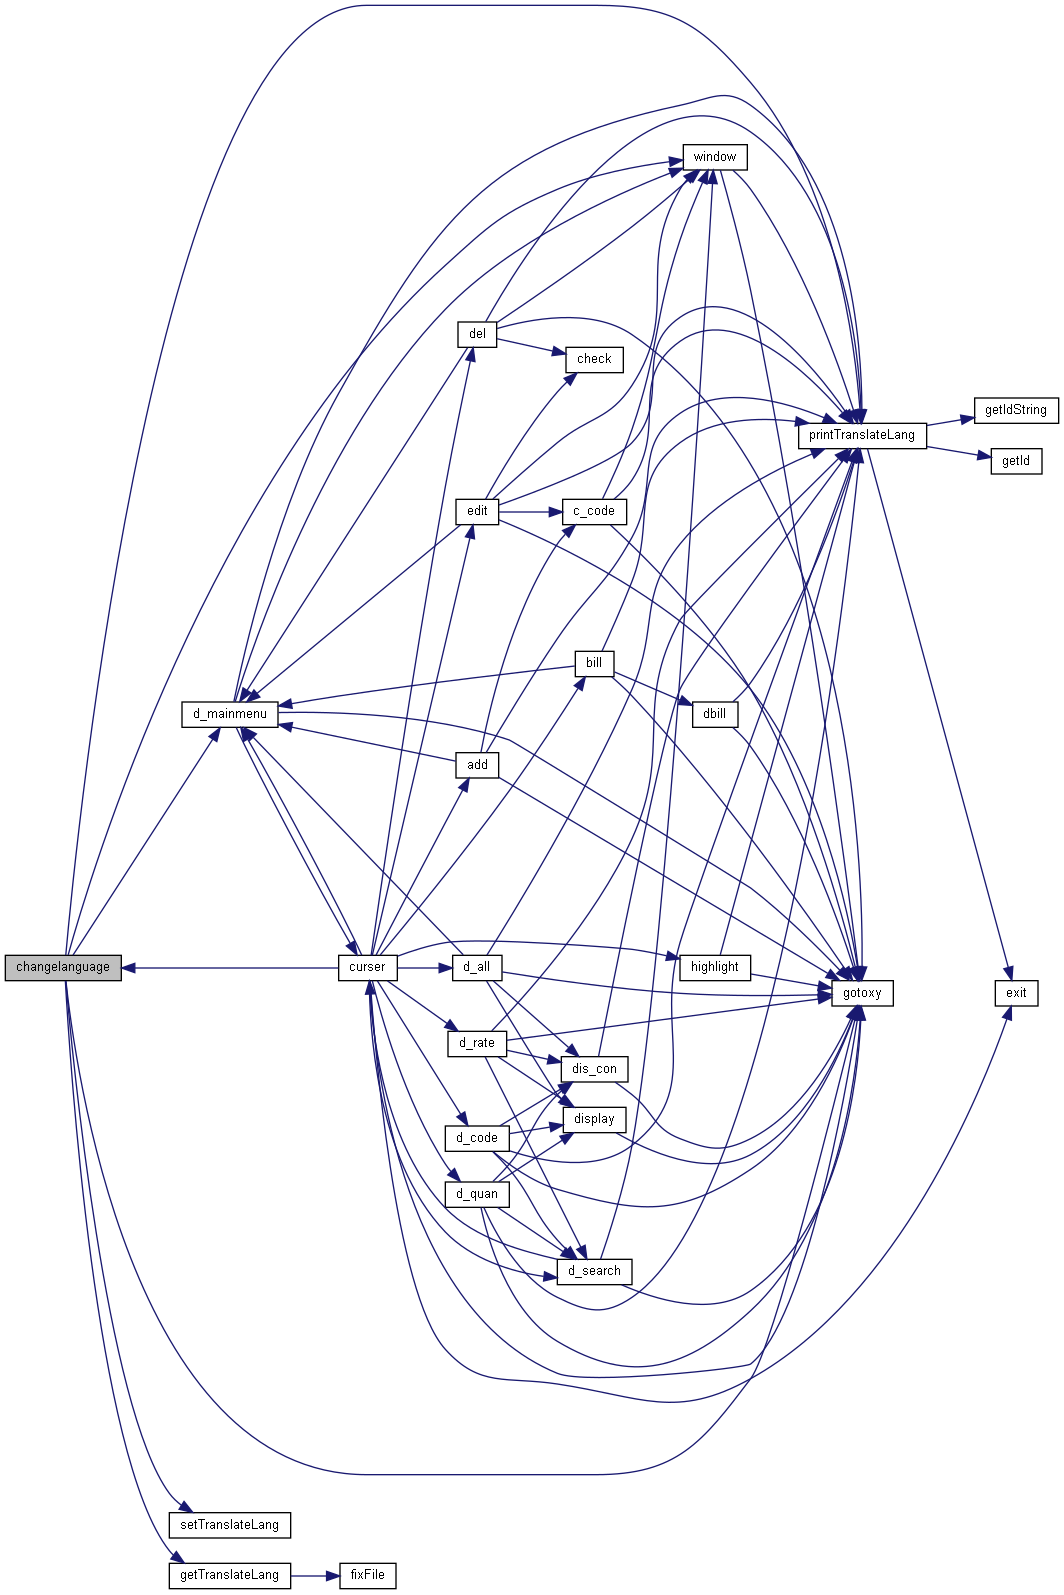 window
del
check
getIdString
printTranslateLang
getId
edit
c_code
bill
d_mainmenu
dbill
add
changelanguage
curser
d_all
highlight
gotoxy
exit
d_rate
dis_con
display
d_code
d_quan
d_search
setTranslateLang
getTranslateLang
fixFile